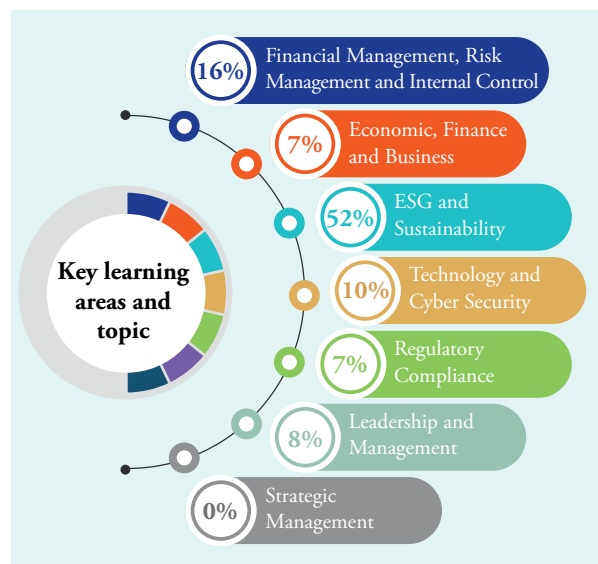 16%
Financial Management, Risk
Management and Internal Control
7%
Economic, Finance
and Business
52%
ESG and
Sustainability
Key learning
areas and
topic
10%
Technology and
Cyber Security
7%
Regulatory
Compliance
8%
Leadership and
Management
0%
Strategic
Management